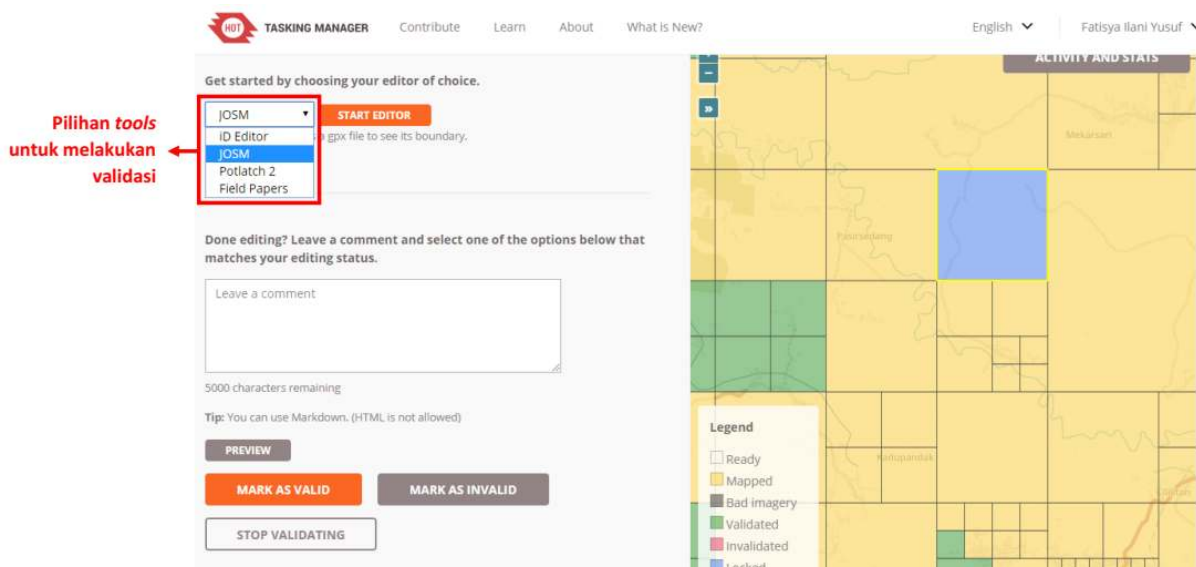 HOT TASKING MANAGER Contribute Learn About What is New? English Fatisya Ilani Yusuf
Get started by choosing your editor of choice.
JOSM START EDITOR
iD Editor
gpx file to see its boundary.
JOSM
Potlatch 2
Field Papers
Pilihan tools
untuk melakukan
validasi
Done editing? Leave a comment and select one of the options below that
matches your editing status.
Leave a comment
5000 characters remaining
Tip: You can use Markdown. (HTML is not allowed)
PREVIEW
MARK AS VALID MARK AS INVALID
STOP VALIDATING
ACTIVITY AND STATS
Mekarsari
Pasirsedang
Kadupandak
Legend
Ready
Mapped
Bad imagery
Validated
Invalidated
Locked